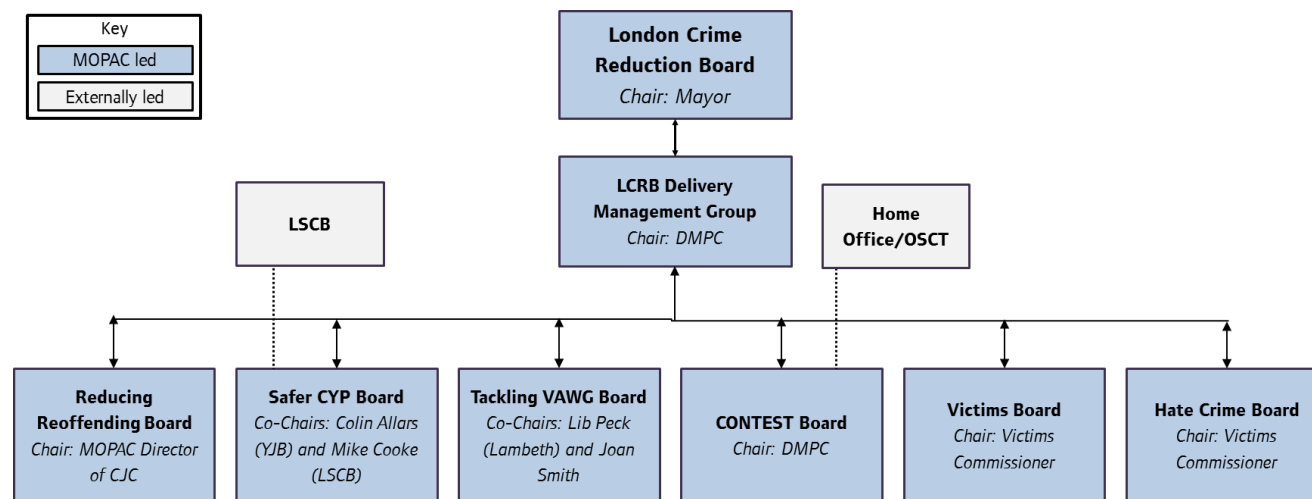 Key
MOPAC led
Externally led
London Crime
Reduction Board
Chair: Mayor
LCRB Delivery
Management Group
Chair: DMPC
LSCB
Home
Office/OSCT
Reducing
Reoffending Board
Chair: MOPAC Director
of CJC
Safer CYP Board
Co-Chairs: Colin Allars
(YJB) and Mike Cooke
(LSCB)
Tackling VAWG Board
Co-Chairs: Lib Peck
(Lambeth) and Joan
Smith
CONTEST Board
Chair: DMPC
Victims Board
Chair: Victims
Commissioner
Hate Crime Board
Chair: Victims
Commissioner